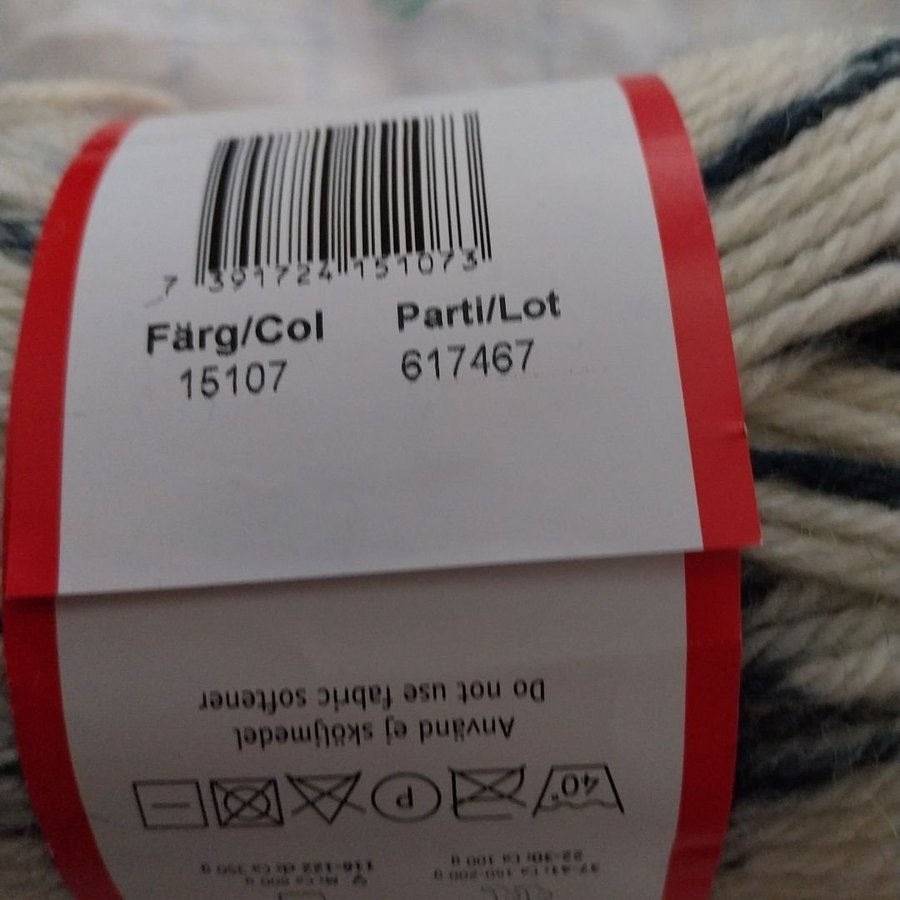 7 391724 151073
Färg/Col Parti/Lot
15107 617467
40°
P
Använd ej sköljmedel.
Do not use fabric softener